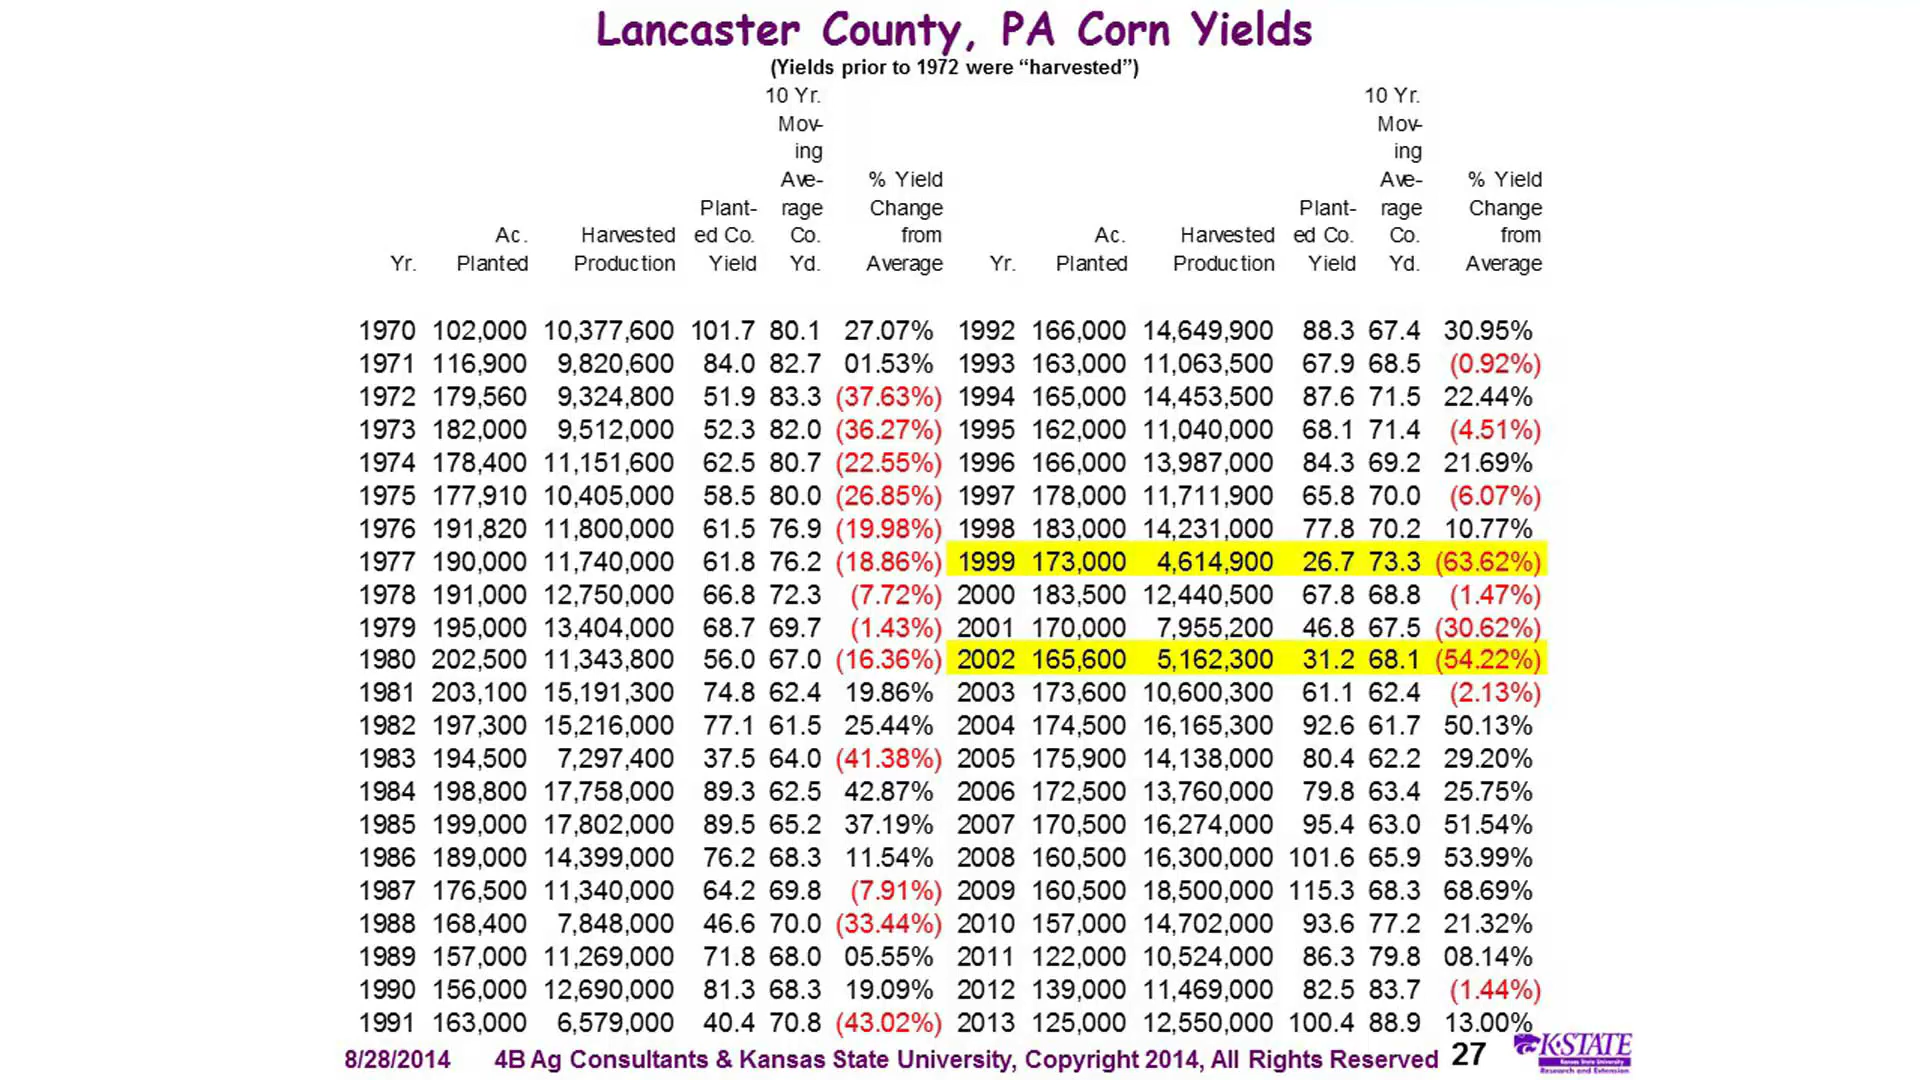 Lancaster County, PA Corn Yields
(Yields prior to 1972 were “harvested”)
10 Yr. 10 Yr.
Mov- Mov-
ing ing
Ave- % Yield Ave- % Yield
Plant- rage Change Plant- rage Change
Ac. Harvested ed Co. Co. from Ac. Harvested ed Co. Co. from
Yr. Planted Production Yield Yd. Average Yr. Planted Production Yield Yd. Average
1970 102,000 10,377,600 101.7 80.1 27.07% 1992 166,000 14,649,900 88.3 67.4 30.95%
1971 116,900 9,820,600 84.0 82.7 01.53% 1993 163,000 11,063,500 67.9 68.5 (0.92%)
1972 179,560 9,324,800 51.9 83.3 (37.63%) 1994 165,000 14,453,500 87.6 71.5 22.44%
1973 182,000 9,512,000 52.3 82.0 (36.27%) 1995 162,000 11,040,000 68.1 71.4 (4.51%)
1974 178,400 11,151,600 62.5 80.7 (22.55%) 1996 166,000 13,987,000 84.3 69.2 21.69%
1975 177,910 10,405,000 58.5 80.0 (26.85%) 1997 178,000 11,711,900 65.8 70.0 (6.07%)
1976 191,820 11,800,000 61.5 76.9 (19.98%) 1998 183,000 14,231,000 77.8 70.2 10.77%
1977 190,000 11,740,000 61.8 76.2 (18.86%) 1999 173,000 4,614,900 26.7 73.3 (63.62%)
1978 191,000 12,750,000 66.8 72.3 (7.72%) 2000 183,500 12,440,500 67.8 68.8 (1.47%)
1979 195,000 13,404,000 68.7 69.7 (1.43%) 2001 170,000 7,955,200 46.8 67.5 (30.62%)
1980 202,500 11,343,800 56.0 67.0 (16.36%) 2002 165,600 5,162,300 31.2 68.1 (54.22%)
1981 203,100 15,191,300 74.8 62.4 19.86% 2003 173,600 10,600,300 61.1 62.4 (2.13%)
1982 197,300 15,216,000 77.1 61.5 25.44% 2004 174,500 16,165,300 92.6 61.7 50.13%
1983 194,500 7,297,400 37.5 64.0 (41.38%) 2005 175,900 14,138,000 80.4 62.2 29.20%
1984 198,800 17,758,000 89.3 62.5 42.87% 2006 172,500 13,760,000 79.8 63.4 25.75%
1985 199,000 17,802,000 89.5 65.2 37.19% 2007 170,500 16,274,000 95.4 63.0 51.54%
1986 189,000 14,399,000 76.2 68.3 11.54% 2008 160,500 16,300,000 101.6 65.9 53.99%
1987 176,500 11,340,000 64.2 69.8 (7.91%) 2009 160,500 18,500,000 115.3 68.3 68.69%
1988 168,400 7,848,000 46.6 70.0 (33.44%) 2010 157,000 14,702,000 93.6 77.2 21.32%
1989 157,000 11,269,000 71.8 68.0 05.55% 2011 122,000 10,524,000 86.3 79.8 08.14%
1990 156,000 12,690,000 81.3 68.3 19.09% 2012 139,000 11,469,000 82.5 83.7 (1.44%)
1991 163,000 6,579,000 40.4 70.8 (43.02%) 2013 125,000 12,550,000 100.4 88.9 13.00%
8/28/2014 4B Ag Consultants & Kansas State University, Copyright 2014, All Rights Reserved 27
K-STATE
Kansas State University
Research and Extension